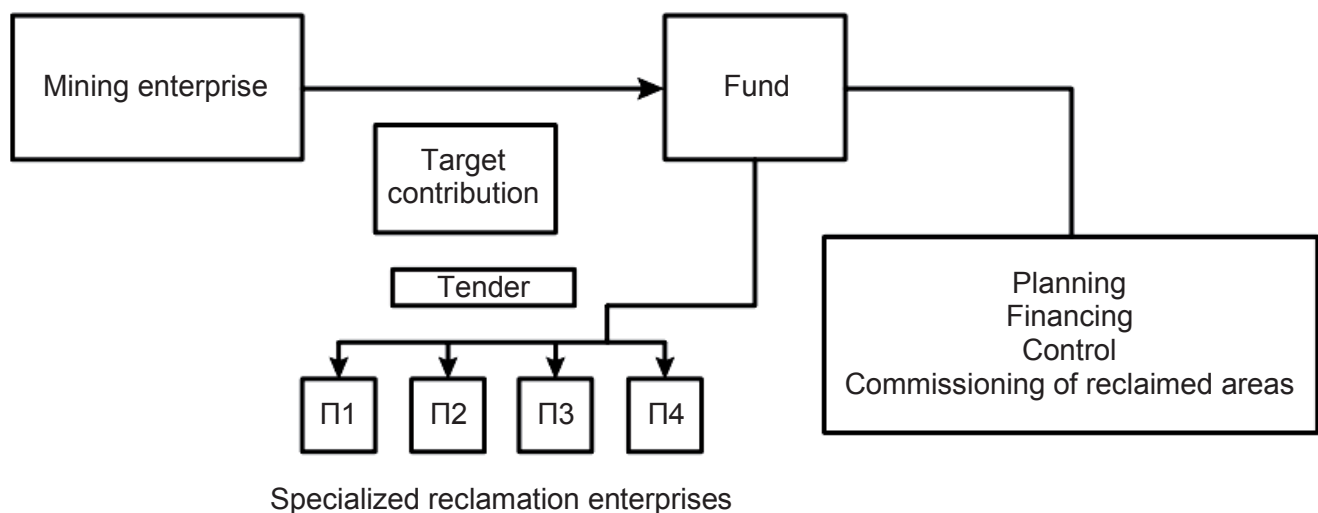 Mining enterprise
Fund
Target
contribution
Tender
Planning
Financing
Control
Commissioning of reclaimed areas
П1
П2
П3
П4
Specialized reclamation enterprises